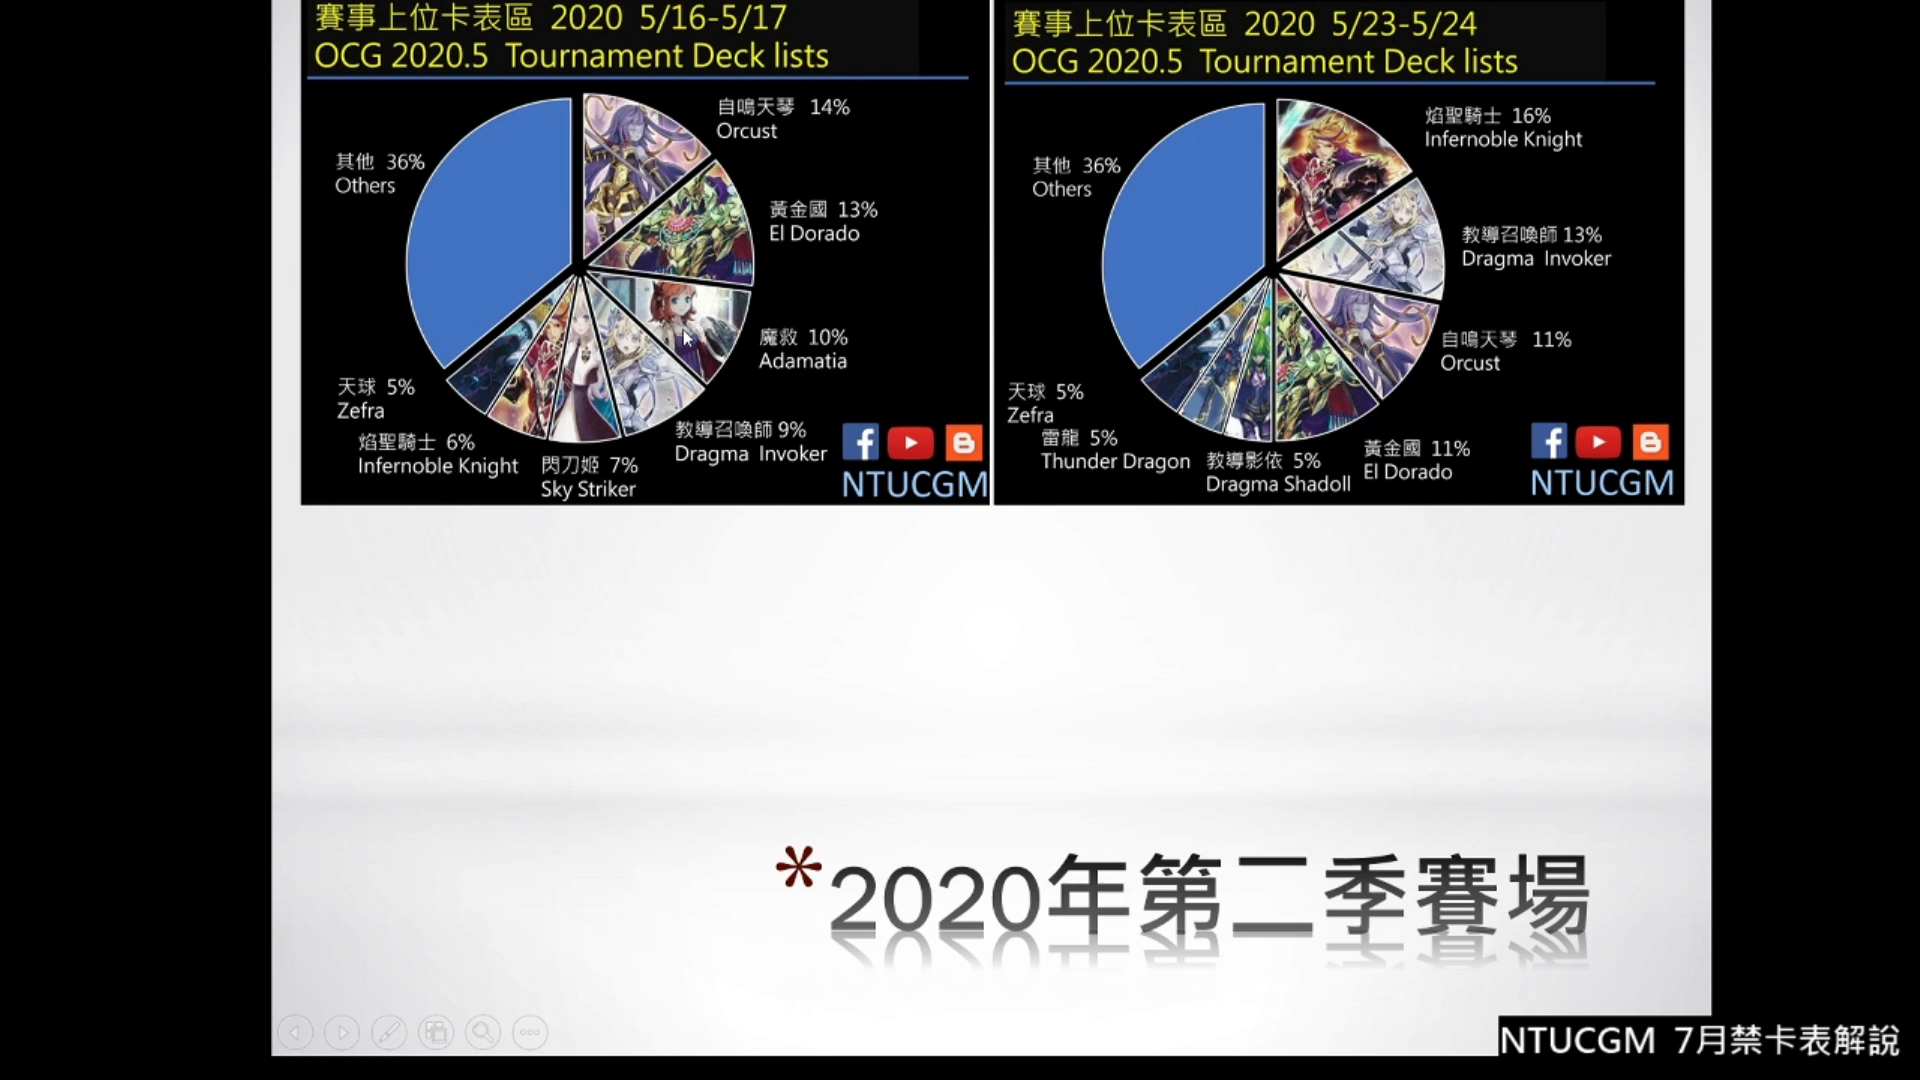 賽事上位卡表區 2020 5/16-5/17
OCG 2020.5 Tournament Deck lists
自鳴天琴 14%
Orcust
黃金國 13%
El Dorado
魔救 10%
Adamatia
教導召喚師 9%
Dragma Invoker
閃刀姬 7%
Sky Striker
焰聖騎士 6%
Infernoble Knight
天球 5%
Zefra
其他 36%
Others
NTUCGM
賽事上位卡表區 2020 5/23-5/24
OCG 2020.5 Tournament Deck lists
焰聖騎士 16%
Infernoble Knight
教導召喚師 13%
Dragma Invoker
自鳴天琴 11%
Orcust
黃金國 11%
El Dorado
教導影依 5%
Dragma Shadoll
雷龍 5%
Thunder Dragon
天球 5%
Zefra
其他 36%
Others
NTUCGM
*2020年第二季賽場
NTUCGM 7月禁卡表解說